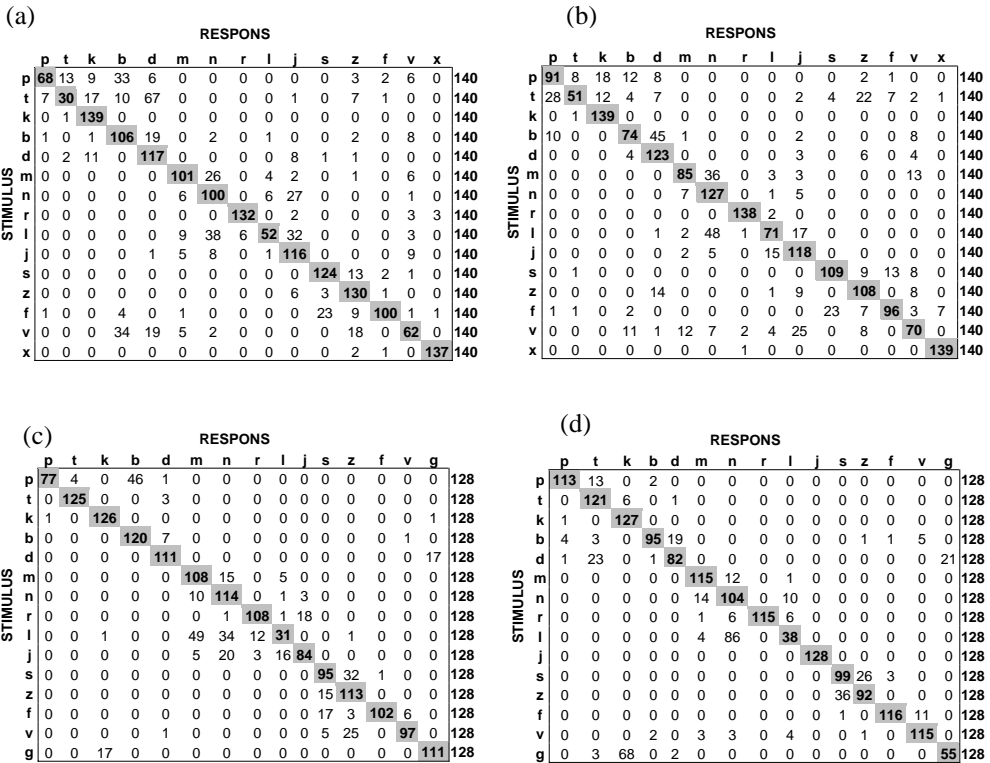 (a)
RESPONS
p t k b d m n r l j s z f v x
p 68 13 9 33 6 0 0 0 0 0 0 3 2 6 0 140
t 7 30 17 10 67 0 0 0 0 1 0 7 1 0 0 140
k 0 1 139 0 0 0 0 0 0 0 0 0 0 0 0 140
b 1 0 1 106 19 0 2 0 1 0 0 2 0 8 0 140
d 0 2 11 0 117 0 0 0 0 8 1 1 0 0 0 140
m 0 0 0 0 0 101 26 0 4 2 0 1 0 6 0 140
n 0 0 0 0 0 6 100 0 6 27 0 0 0 1 0 140
r 0 0 0 0 0 0 0 132 0 2 0 0 0 3 3 140
l 0 0 0 0 0 9 38 6 52 32 0 0 0 3 0 140
j 0 0 0 0 1 5 8 0 1 116 0 0 0 9 0 140
s 0 0 0 0 0 0 0 0 0 0 124 13 2 1 0 140
z 0 0 0 0 0 0 0 0 0 6 3 130 1 0 0 140
f 1 0 0 4 0 1 0 0 0 0 23 9 100 1 1 140
v 0 0 0 34 19 5 2 0 0 0 0 18 0 62 0 140
x 0 0 0 0 0 0 0 0 0 0 0 2 1 0 137 140
STIMULUS
(b)
RESPONS
p t k b d m n r l j s z f v x
p 91 8 18 12 8 0 0 0 0 0 0 2 1 0 0 140
t 28 51 12 4 7 0 0 0 0 2 4 22 7 2 1 140
k 0 1 139 0 0 0 0 0 0 0 0 0 0 0 0 140
b 10 0 0 74 45 1 0 0 0 2 0 0 0 8 0 140
d 0 0 0 4 123 0 0 0 0 3 0 6 0 4 0 140
m 0 0 0 0 0 85 36 0 3 3 0 0 0 13 0 140
n 0 0 0 0 0 7 127 0 1 5 0 0 0 0 0 140
r 0 0 0 0 0 0 0 138 2 0 0 0 0 0 0 140
l 0 0 0 0 1 2 48 1 71 17 0 0 0 0 0 140
j 0 0 0 0 0 2 5 0 15 118 0 0 0 0 0 140
s 0 1 0 0 0 0 0 0 0 0 109 9 13 8 0 140
z 0 0 0 0 14 0 0 0 1 9 0 108 0 8 0 140
f 1 1 0 2 0 0 0 0 0 0 23 7 96 3 7 140
v 0 0 0 11 1 12 7 2 4 25 0 8 0 70 0 140
x 0 0 0 0 0 0 0 1 0 0 0 0 0 0 139 140
STIMULUS
(c)
RESPONS
p t k b d m n r l j s z f v g
p 77 4 0 46 1 0 0 0 0 0 0 0 0 0 0 128
t 0 125 0 0 3 0 0 0 0 0 0 0 0 0 0 128
k 1 0 126 0 0 0 0 0 0 0 0 0 0 0 1 128
b 0 0 0 120 7 0 0 0 0 0 0 0 0 1 0 128
d 0 0 0 0 111 0 0 0 0 0 0 0 0 0 17 128
m 0 0 0 0 0 108 15 0 5 0 0 0 0 0 0 128
n 0 0 0 0 0 10 114 0 1 3 0 0 0 0 0 128
r 0 0 0 0 0 0 1 108 1 18 0 0 0 0 0 128
l 0 0 1 0 0 49 34 12 31 0 0 1 0 0 0 128
j 0 0 0 0 0 5 20 3 16 84 0 0 0 0 0 128
s 0 0 0 0 0 0 0 0 0 0 95 32 1 0 0 128
z 0 0 0 0 0 0 0 0 0 0 15 113 0 0 0 128
f 0 0 0 0 0 0 0 0 0 0 17 3 102 6 0 128
v 0 0 0 0 1 0 0 0 0 0 5 25 0 97 0 128
g 0 0 17 0 0 0 0 0 0 0 0 0 0 0 111 128
STIMULUS
(d)
RESPONS
p t k b d m n r l j s z f v g
p 113 13 0 2 0 0 0 0 0 0 0 0 0 0 0 128
t 0 121 6 0 1 0 0 0 0 0 0 0 0 0 0 128
k 1 0 127 0 0 0 0 0 0 0 0 0 0 0 0 128
b 4 3 0 95 19 0 0 0 0 0 0 1 1 5 0 128
d 1 23 0 1 82 0 0 0 0 0 0 0 0 0 21 128
m 0 0 0 0 0 115 12 0 1 0 0 0 0 0 0 128
n 0 0 0 0 0 14 104 0 10 0 0 0 0 0 0 128
r 0 0 0 0 0 1 6 115 6 0 0 0 0 0 0 128
l 0 0 0 0 0 4 86 0 38 0 0 0 0 0 0 128
j 0 0 0 0 0 0 0 0 0 128 0 0 0 0 0 128
s 0 0 0 0 0 0 0 0 0 0 99 26 3 0 0 128
z 0 0 0 0 0 0 0 0 0 0 36 92 0 0 0 128
f 0 0 0 0 0 0 0 0 0 0 1 0 116 11 0 128
v 0 0 0 2 0 3 3 0 4 0 0 1 0 115 0 128
g 0 3 68 0 2 0 0 0 0 0 0 0 0 0 55 128
STIMULUS